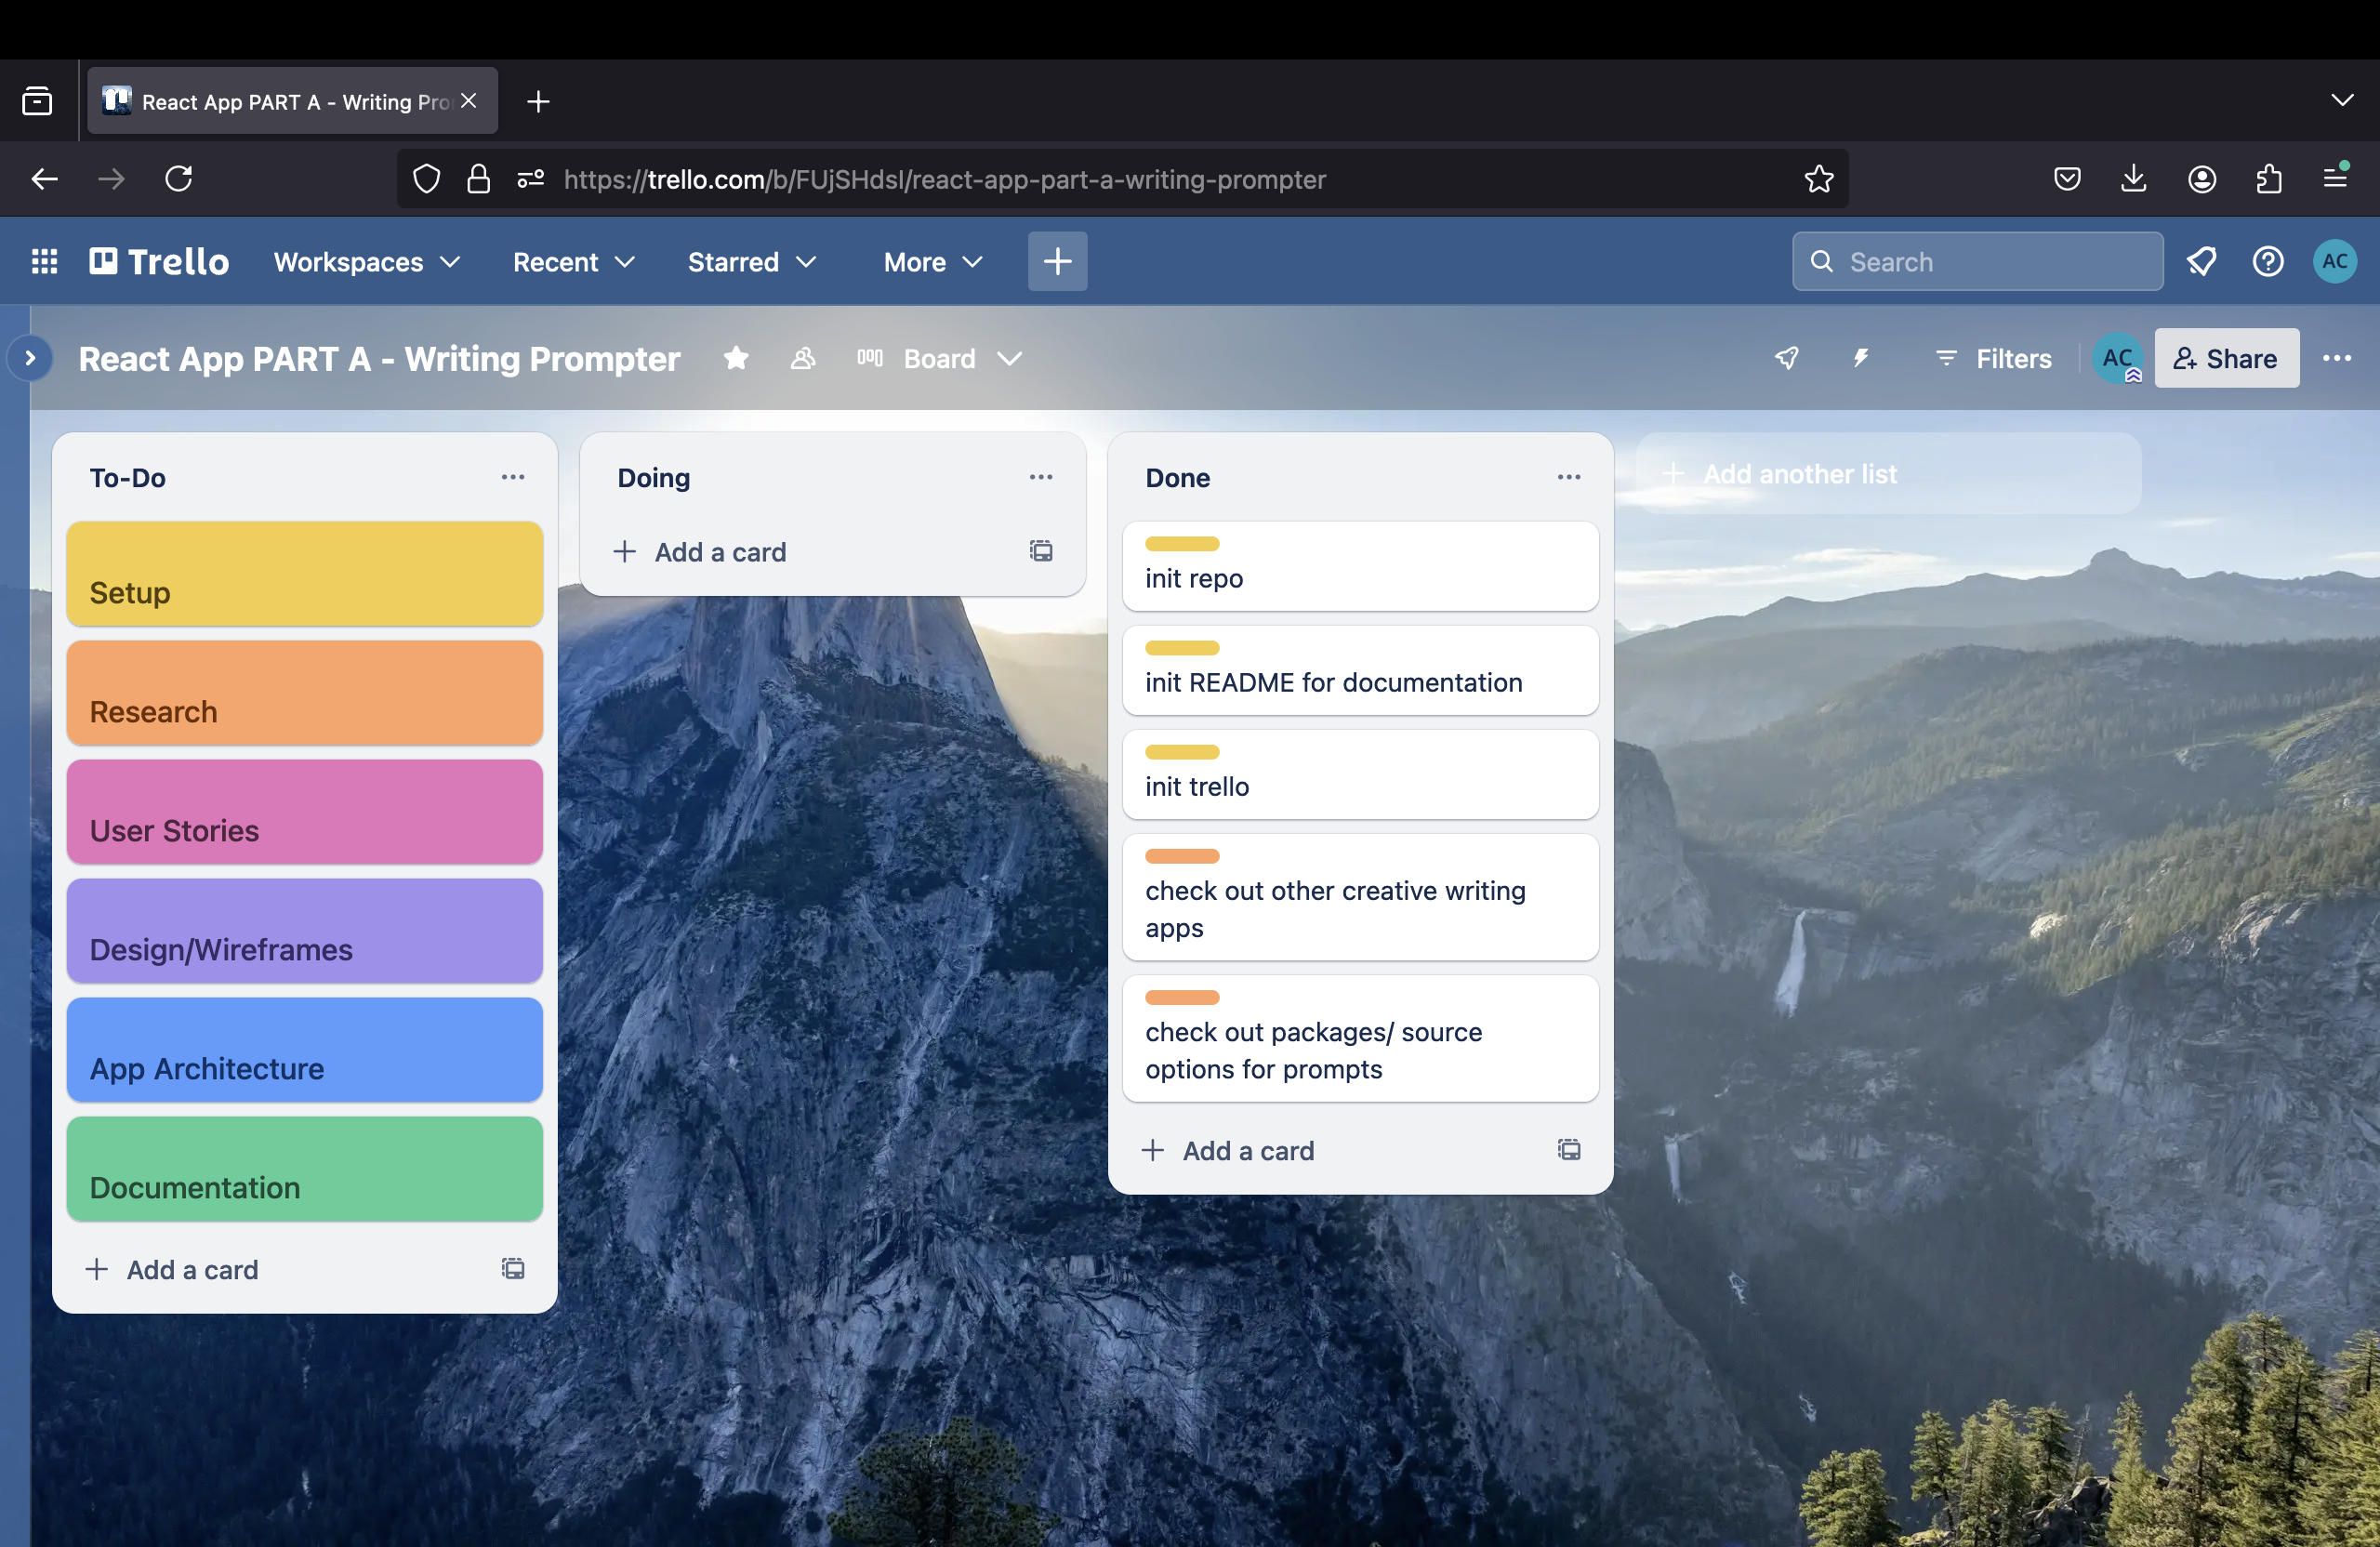 React App PART A - Writing Pro
https://trello.com/b/FUjSHdsI/react-app-part-a-writing-prompter
Trello Workspaces Recent Starred More Search AC
React App PART A - Writing Prompter Board Filters AC Share
To-Do
Setup
Research
User Stories
Design/Wireframes
App Architecture
Documentation
Add a card
Doing
Add a card
Done
init repo
init README for documentation
init trello
check out other creative writing
apps
check out packages/ source
options for prompts
Add a card
Add another list